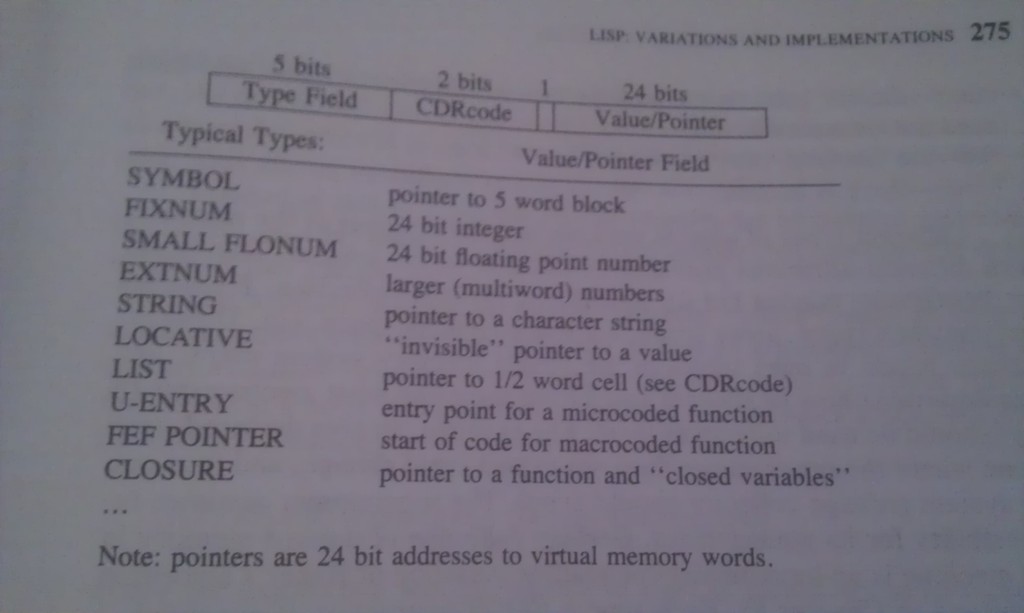 LISP: VARIATIONS AND IMPLEMENTATIONS 275
5 bits 2 bits 1 24 bits
Type Field CDRcode Value/Pointer
Typical Types: Value/Pointer Field
SYMBOL pointer to 5 word block
FIXNUM 24 bit integer
SMALL FLONUM 24 bit floating point number
EXTNUM larger (multiword) numbers
STRING pointer to a character string
LOCATIVE ‘‘invisible’’ pointer to a value
LIST pointer to 1/2 word cell (see CDRcode)
U-ENTRY entry point for a microcoded function
FEF POINTER start of code for macrocoded function
CLOSURE pointer to a function and ‘‘closed variables’’
...
Note: pointers are 24 bit addresses to virtual memory words.